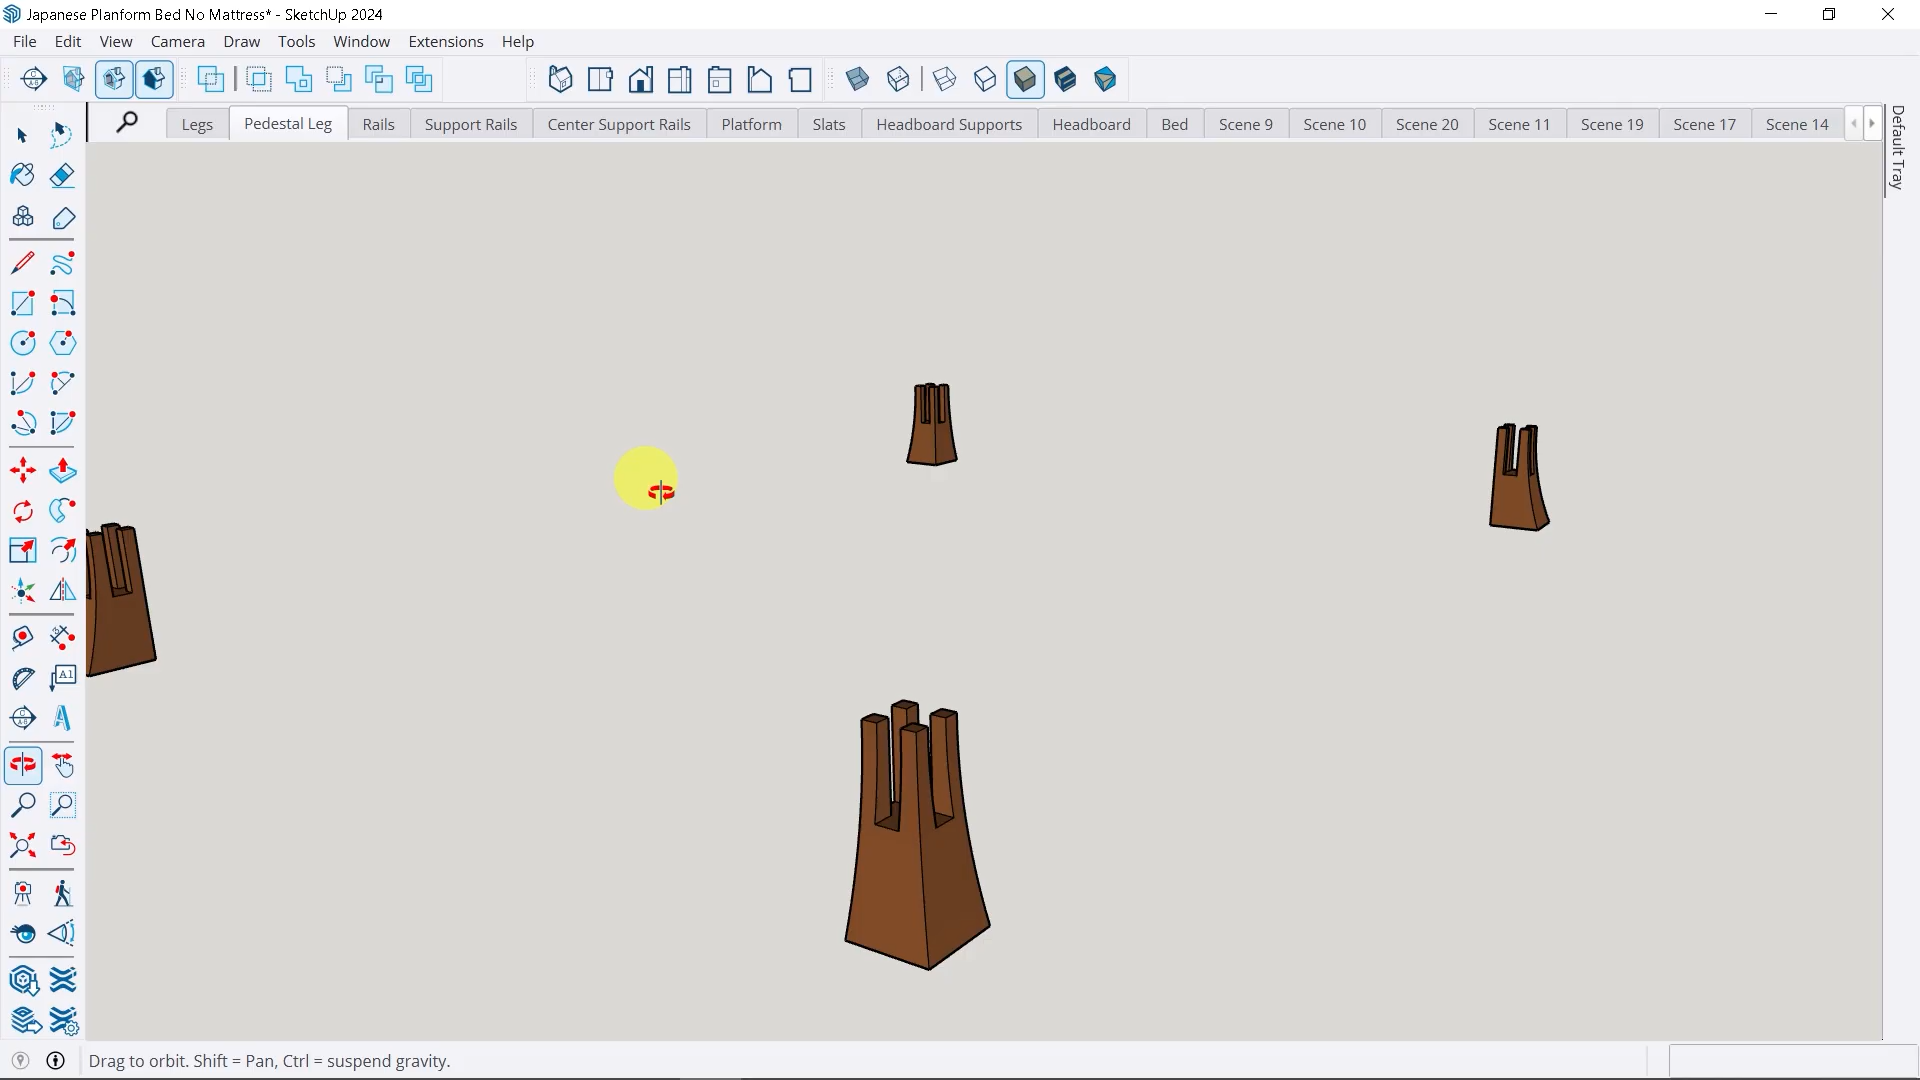 Japanese Planform Bed No Mattress* - SketchUp 2024
File Edit View Camera Draw Tools Window Extensions Help
Legs Pedestal Leg Rails Support Rails Center Support Rails Platform Slats Headboard Supports Headboard Bed Scene 9 Scene 10 Scene 20 Scene 11 Scene 19 Scene 17 Scene 14
Default Tray
A1
Drag to orbit. Shift = Pan, Ctrl = suspend gravity.